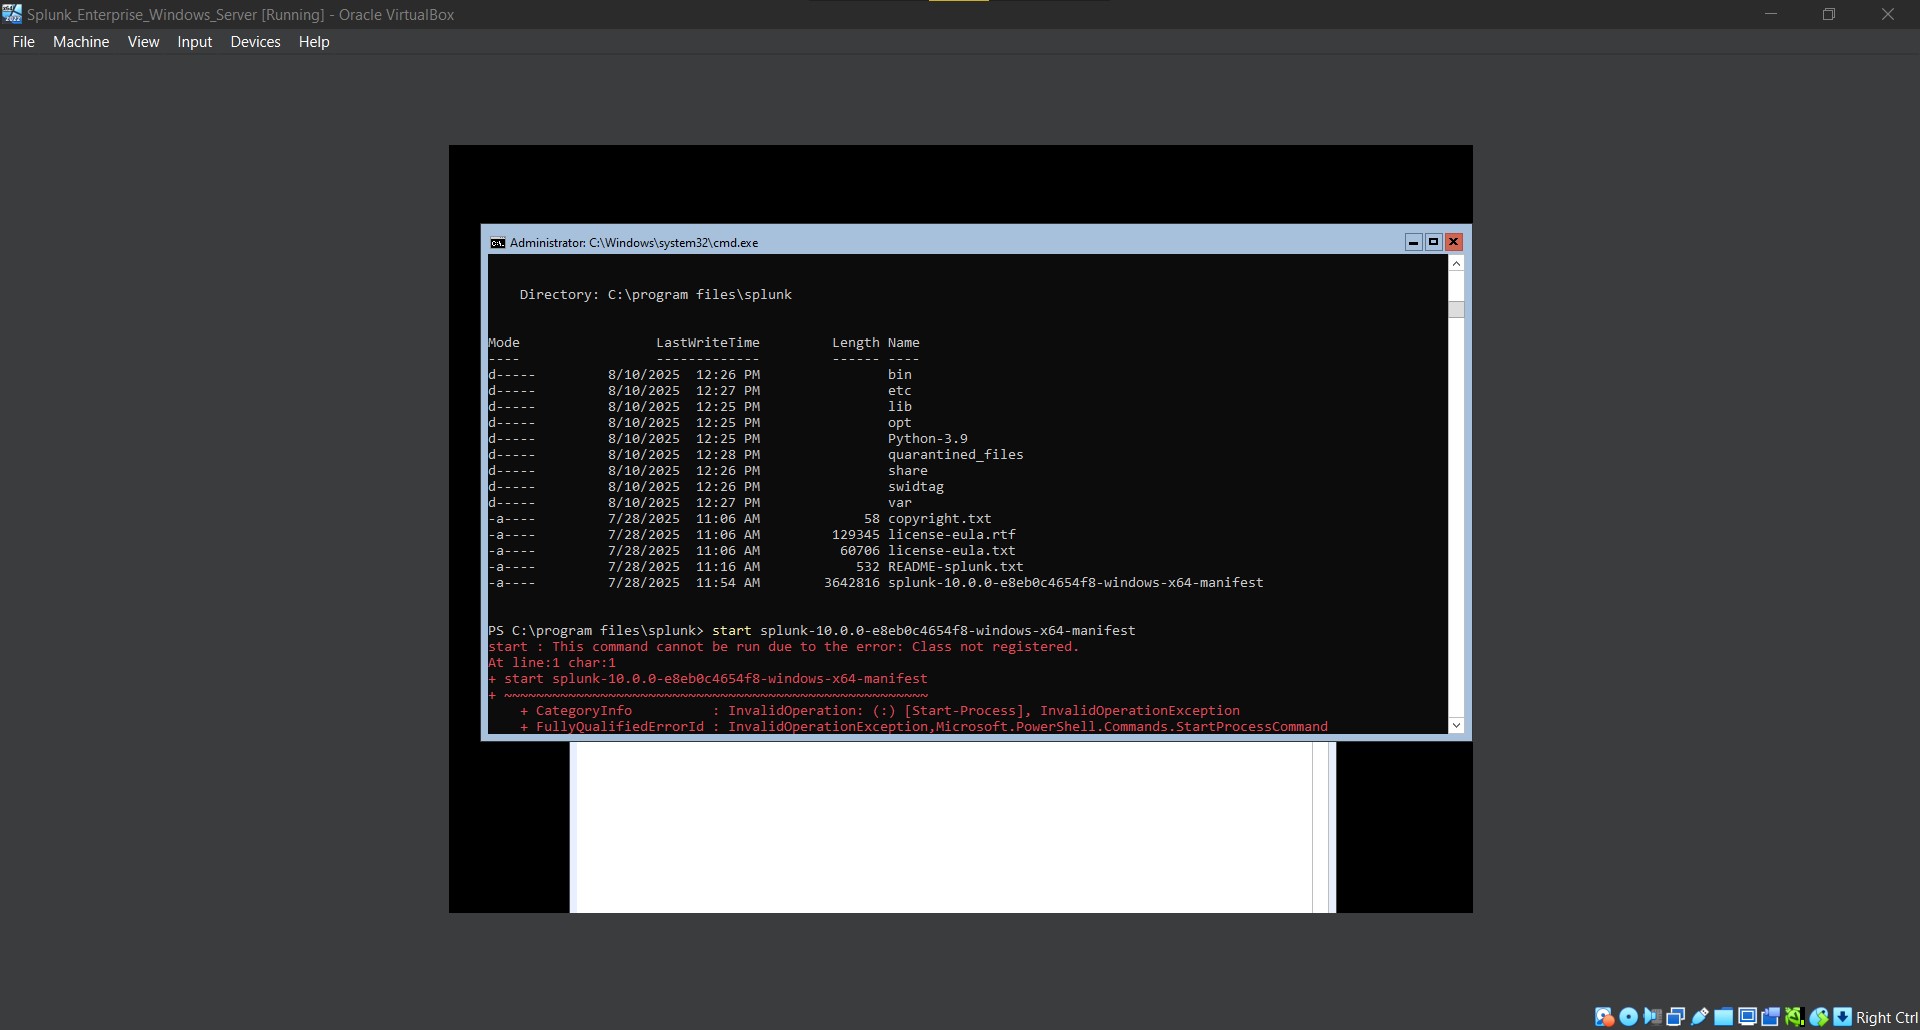 Splunk_Enterprise_Windows_Server [Running] - Oracle VirtualBox
File Machine View Input Devices Help
Administrator: C:\Windows\system32\cmd.exe
Directory: C:\program files\splunk
Mode LastWriteTime Length Name
---- ------------- ------ ----
d----- 8/10/2025 12:26 PM bin
d----- 8/10/2025 12:27 PM etc
d----- 8/10/2025 12:25 PM lib
d----- 8/10/2025 12:25 PM opt
d----- 8/10/2025 12:25 PM Python-3.9
d----- 8/10/2025 12:28 PM quarantined_files
d----- 8/10/2025 12:26 PM share
d----- 8/10/2025 12:26 PM swidtag
d----- 8/10/2025 12:27 PM var
-a---- 7/28/2025 11:06 AM 58 copyright.txt
-a---- 7/28/2025 11:06 AM 129345 license-eula.rtf
-a---- 7/28/2025 11:06 AM 60706 license-eula.txt
-a---- 7/28/2025 11:16 AM 532 README-splunk.txt
-a---- 7/28/2025 11:54 AM 3642816 splunk-10.0.0-e8eb0c4654f8-windows-x64-manifest
PS C:\program files\splunk> start splunk-10.0.0-e8eb0c4654f8-windows-x64-manifest
start : This command cannot be run due to the error: Class not registered.
At line:1 char:1
+ start splunk-10.0.0-e8eb0c4654f8-windows-x64-manifest
+ ~~~~~~~~~~~~~~~~~~~~~~~~~~~~~~~~~~~~~~~~~~~~~~~~~~~~~
+ CategoryInfo : InvalidOperation: (:) [Start-Process], InvalidOperationException
+ FullyQualifiedErrorId : InvalidOperationException,Microsoft.PowerShell.Commands.StartProcessCommand
Right Ctrl